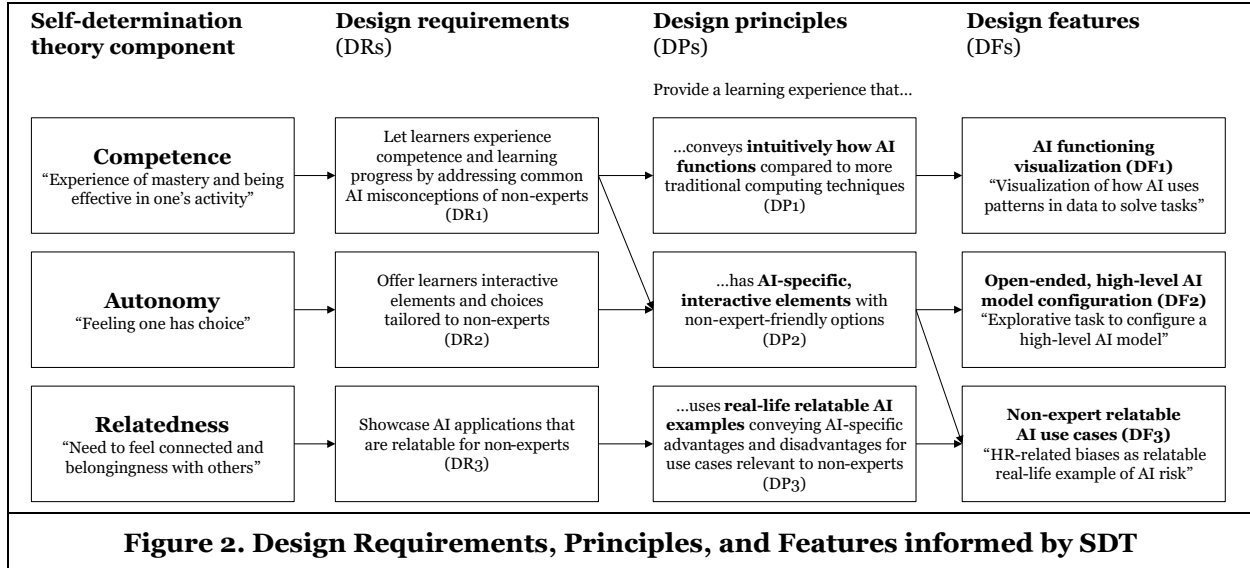 Self-determination
theory component
Design requirements
(DRs)
Design principles
(DPs)
Design features
(DFs)
Provide a learning experience that...
Competence
“Experience of mastery and being
effective in one’s activity”
Let learners experience
competence and learning
progress by addressing common
AI misconceptions of non-experts
(DR1)
...conveys intuitively how AI
functions compared to more
traditional computing techniques
(DP1)
AI functioning
visualization (DF1)
“Visualization of how AI uses
patterns in data to solve tasks”
Autonomy
“Feeling one has choice”
Offer learners interactive
elements and choices
tailored to non-experts
(DR2)
...has AI-specific,
interactive elements with
non-expert-friendly options
(DP2)
Open-ended, high-level AI
model configuration (DF2)
“Explorative task to configure a
high-level AI model”
Relatedness
“Need to feel connected and
belongingness with others”
Showcase AI applications that
are relatable for non-experts
(DR3)
...uses real-life relatable AI
examples conveying AI-specific
advantages and disadvantages for
use cases relevant to non-experts
(DP3)
Non-expert relatable
AI use cases (DF3)
“HR-related biases as relatable
real-life example of AI risk”
Figure 2. Design Requirements, Principles, and Features informed by SDT